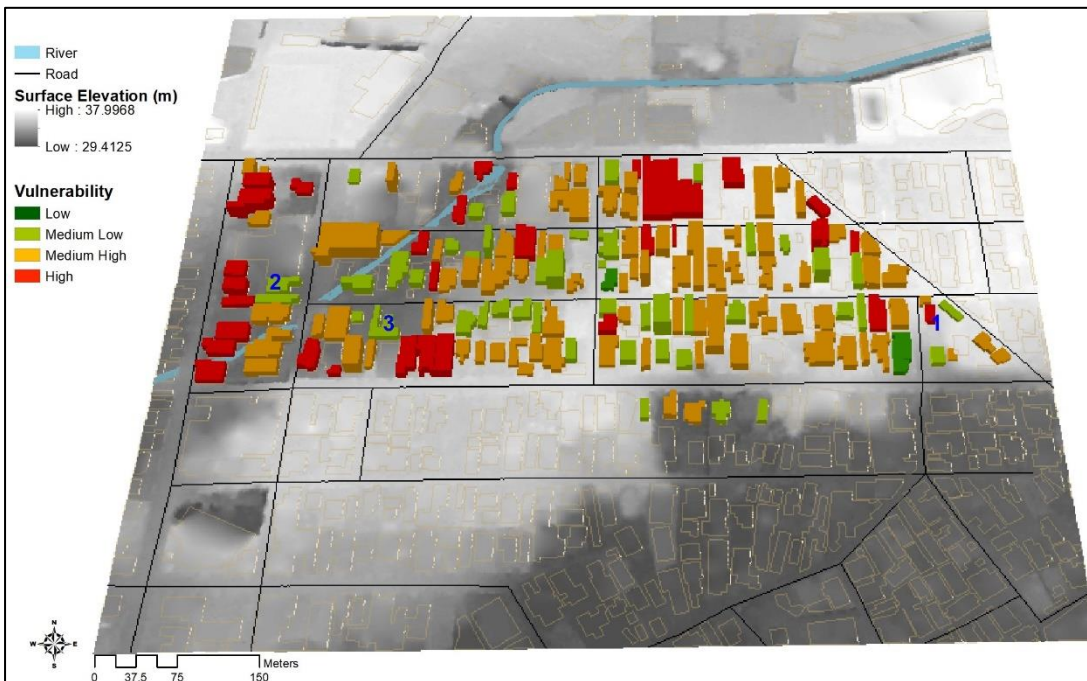 River
Road
Surface Elevation (m)
High : 37.9968
Low : 29.4125
Vulnerability
Low
Medium Low
Medium High
High
2
3
1
N
W E
S
Meters
0 37.5 75 150